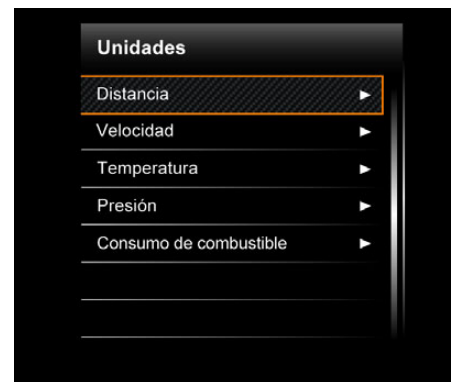 Unidades
Distancia
Velocidad
Temperatura
Presión
Consumo de combustible